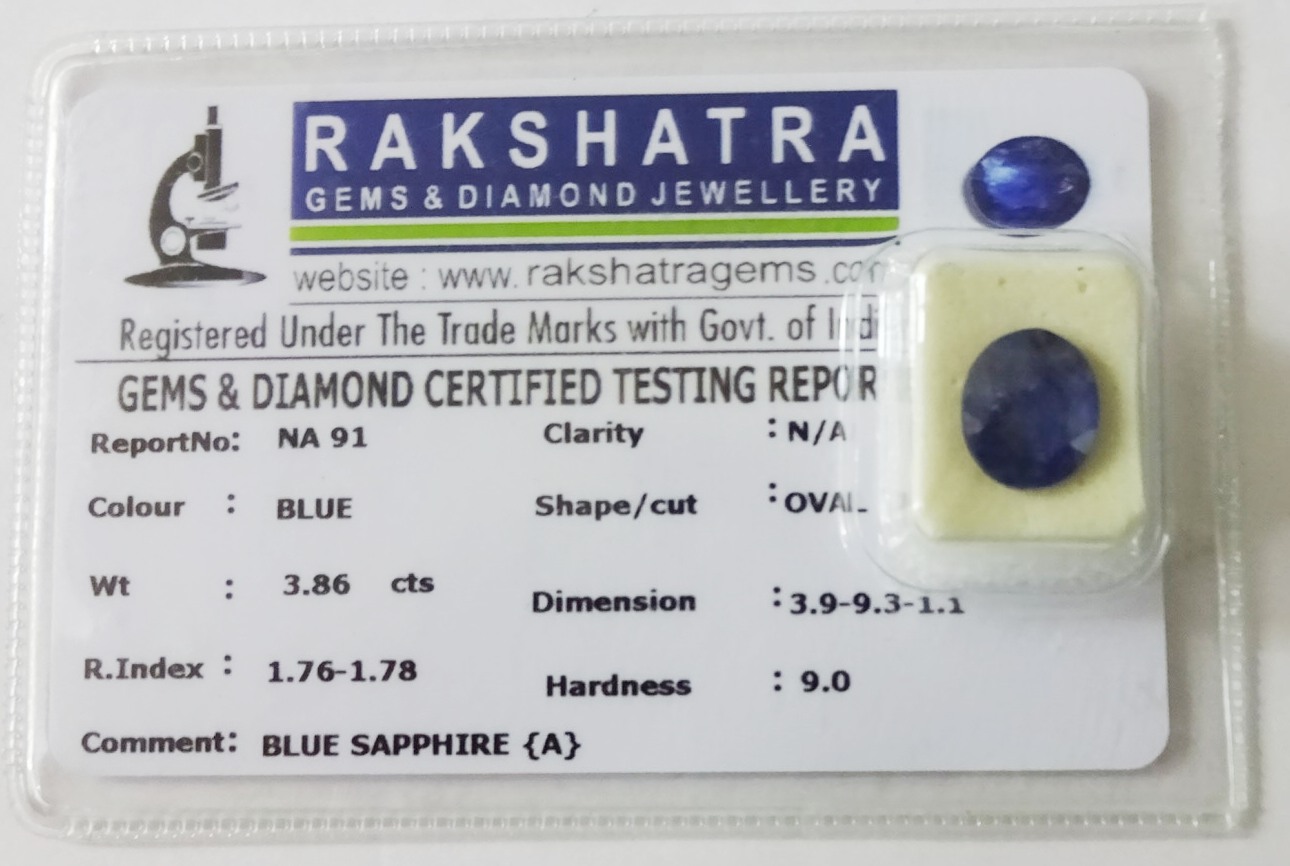 RAKSHATRA
GEMS & DIAMOND JEWELLERY
website : www. rakshatragems .com
Registered Under The Trade Marks with Govt. of Indi
GEMS & DIAMOND CERTIFIED TESTING REPOR
ReportNo: NA 91 Clarity : N/A
Colour : BLUE Shape/cut : OVAL
Wt : 3.86 cts Dimension : 3.9-9.3-1.1
R.Index : 1.76-1.78 Hardness : 9.0
Comment: BLUE SAPPHIRE {A}